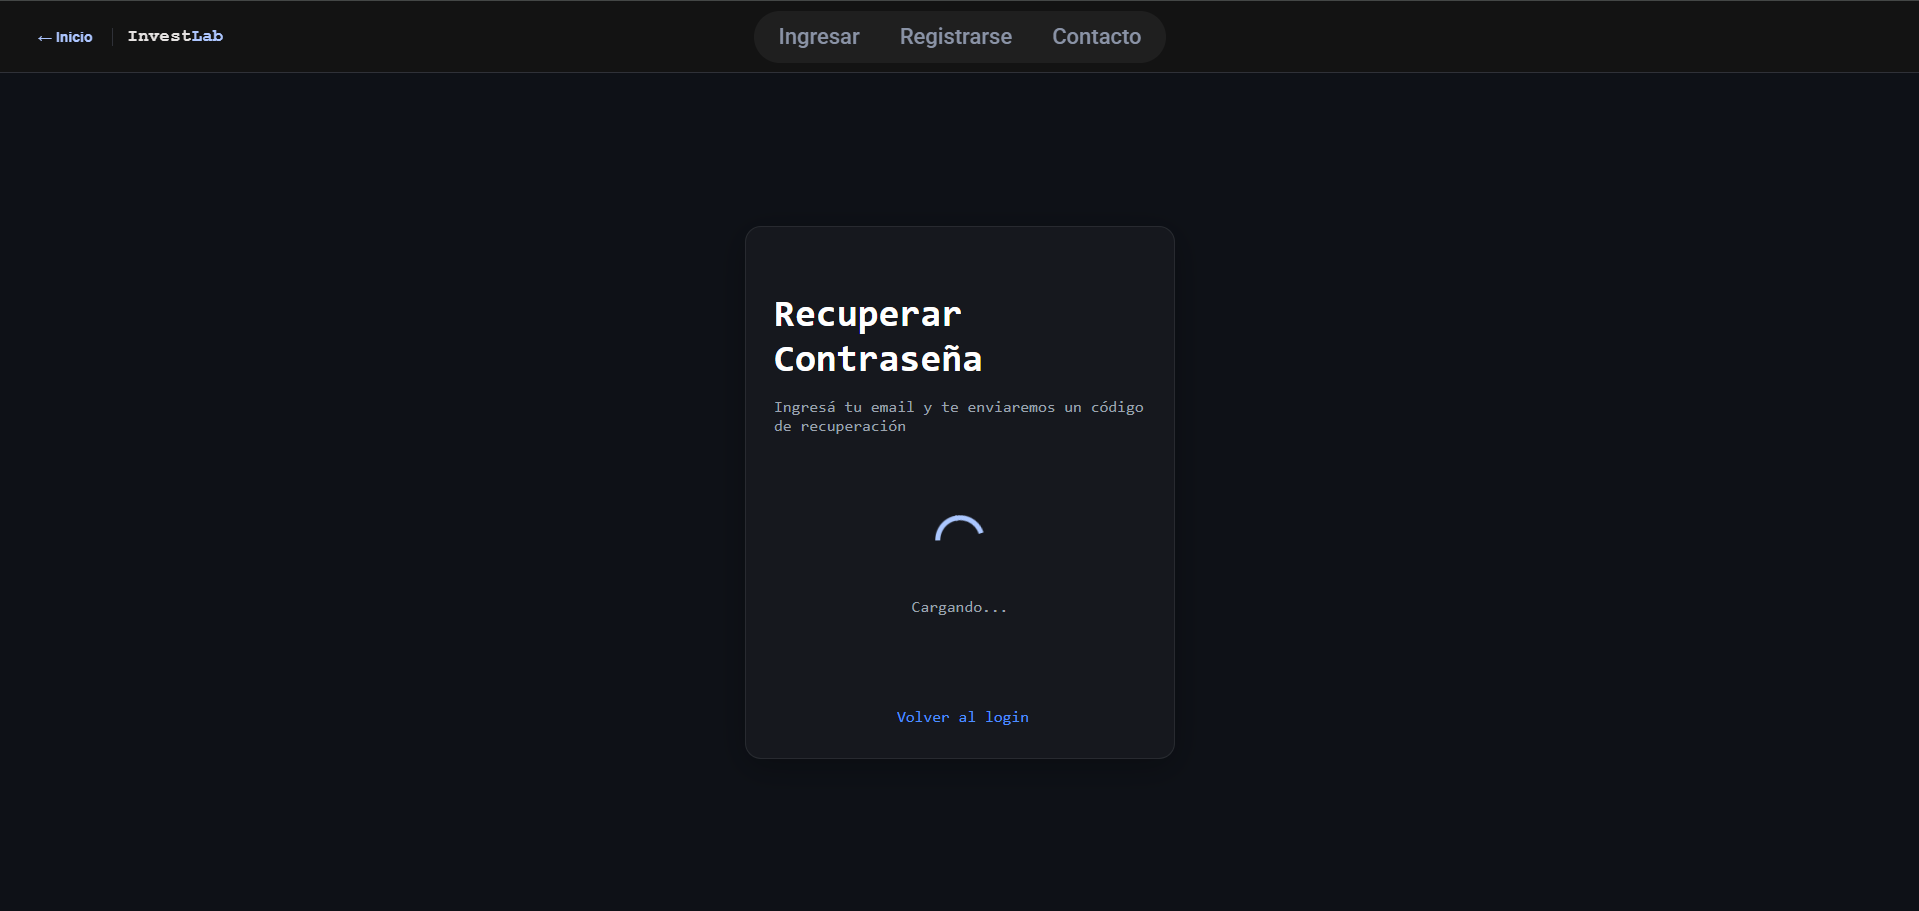 ← Inicio
InvestLab
Ingresar
Registrarse
Contacto
Recuperar
Contraseña
Ingresá tu email y te enviaremos un código
de recuperación
Cargando...
Volver al login